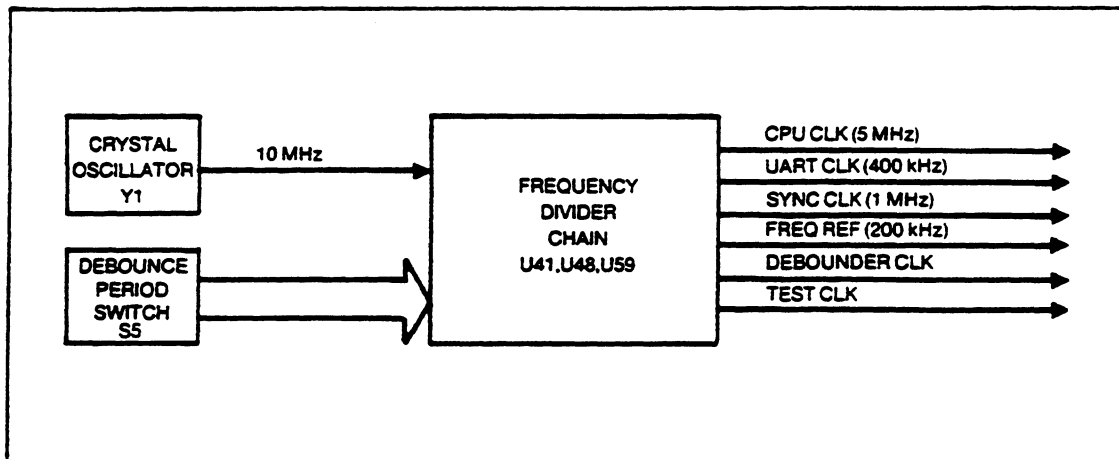 CRYSTAL
OSCILLATOR
Y1
10 MHz
DEBOUNCE
PERIOD
SWITCH
S5
FREQUENCY
DIVIDER
CHAIN
U41,U48,U59
CPU CLK (5 MHz)
UART CLK (400 kHz)
SYNC CLK (1 MHz)
FREQ REF (200 kHz)
DEBOUNDER CLK
TEST CLK